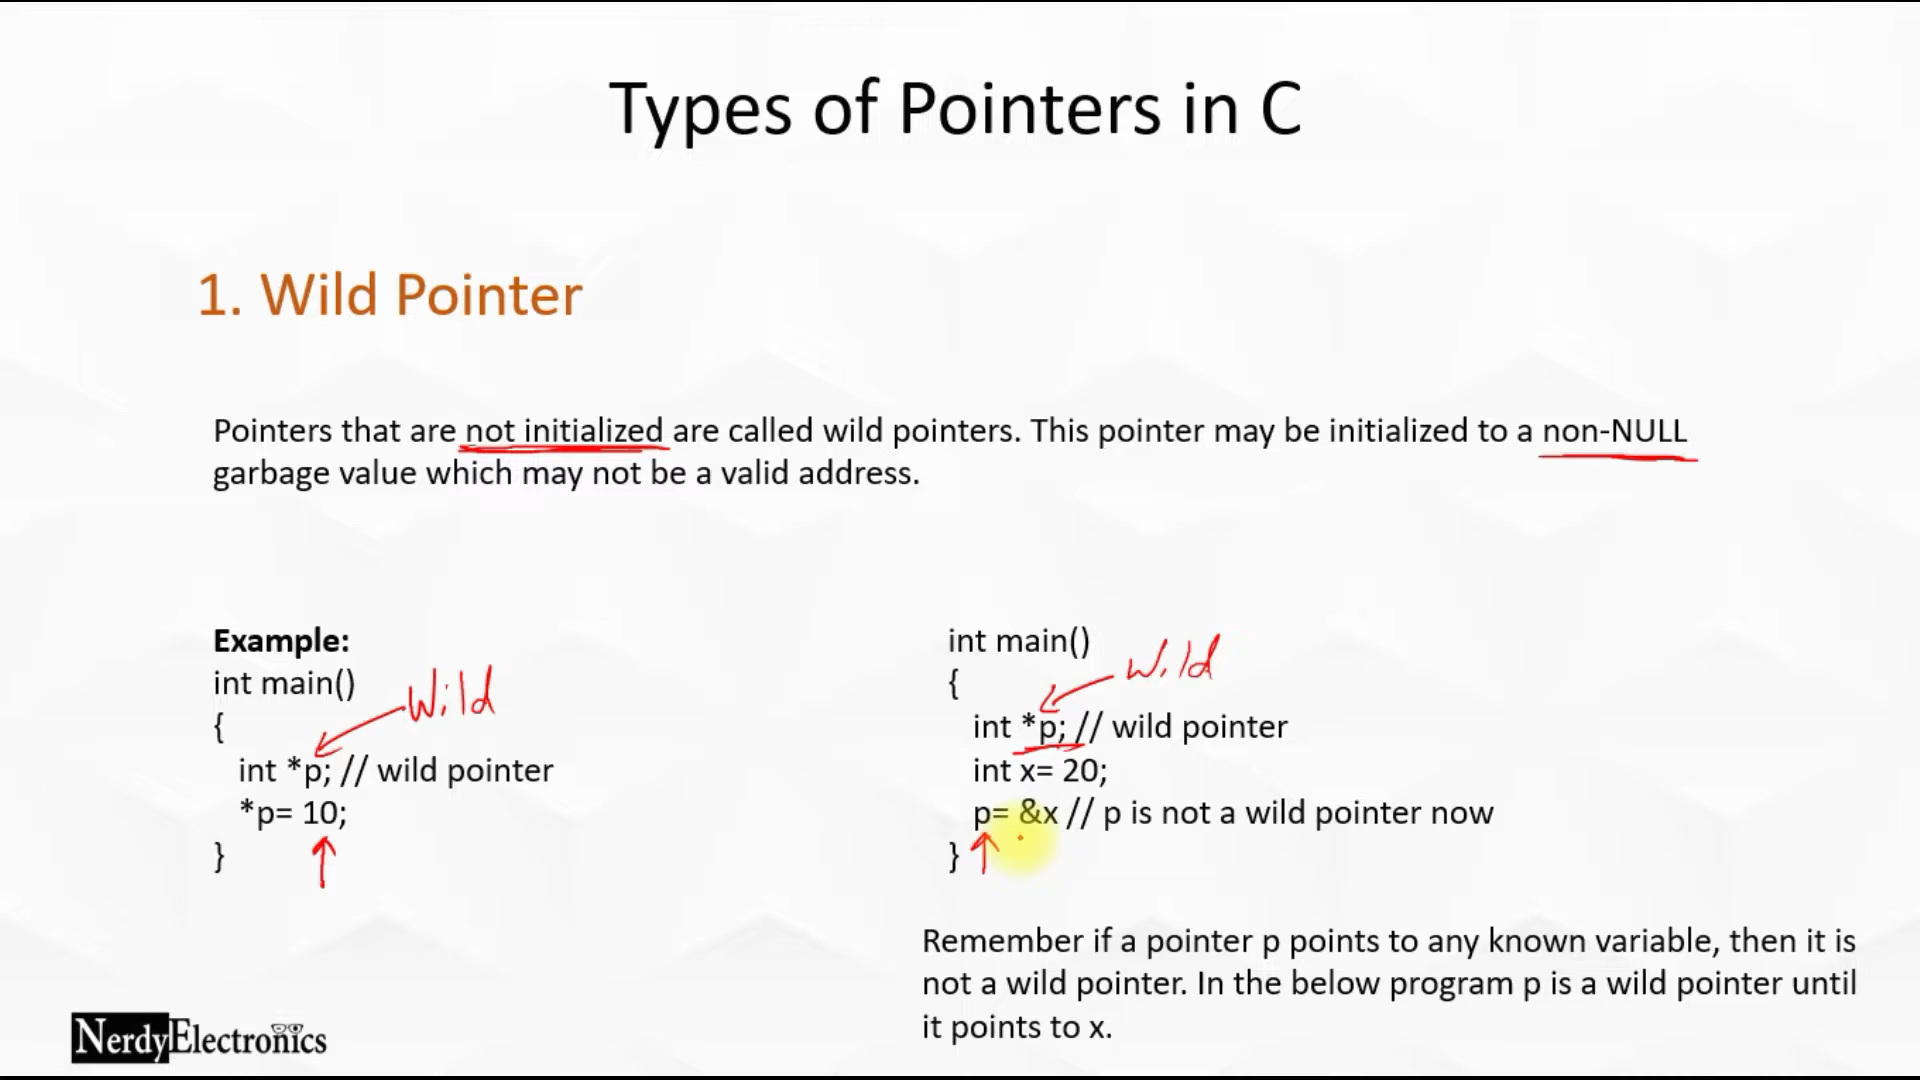 Types of Pointers in C
1. Wild Pointer
Pointers that are not initialized are called wild pointers. This pointer may be initialized to a non-NULL
garbage value which may not be a valid address.
Example:
int main()
{
Wild
int *p; // wild pointer
*p= 10;
}
int main()
{
Wild
int *p; // wild pointer
int x= 20;
p= &x // p is not a wild pointer now
}
Remember if a pointer p points to any known variable, then it is
not a wild pointer. In the below program p is a wild pointer until
it points to x.
NerdyElectronics